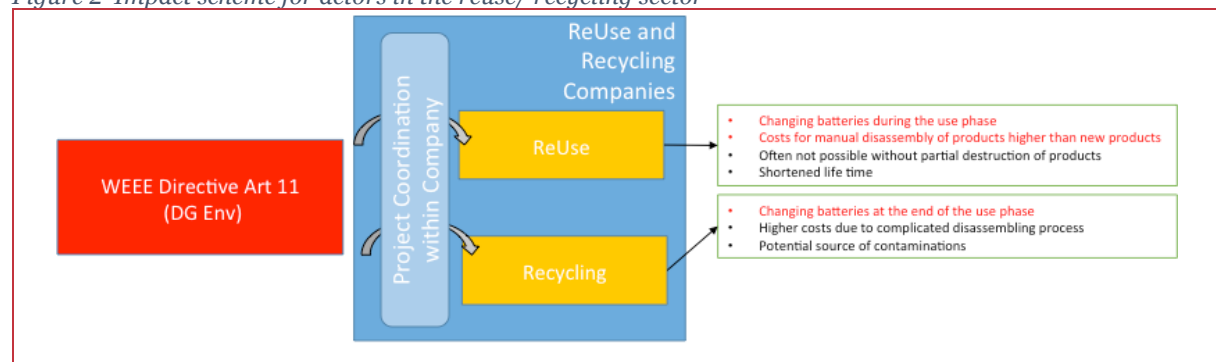 Figure 2 Impact scheme for actors in the reuse/ recycling sector
ReUse and
Recycling
Companies
WEEE Directive Art 11
(DG Env)
Project Coordination
within Company
ReUse
Recycling
• Changing batteries during the use phase
• Costs for manual disassembly of products higher than new products
• Often not possible without partial destruction of products
• Shortened life time
• Changing batteries at the end of the use phase
• Higher costs due to complicated disassembling process
• Potential source of contaminations